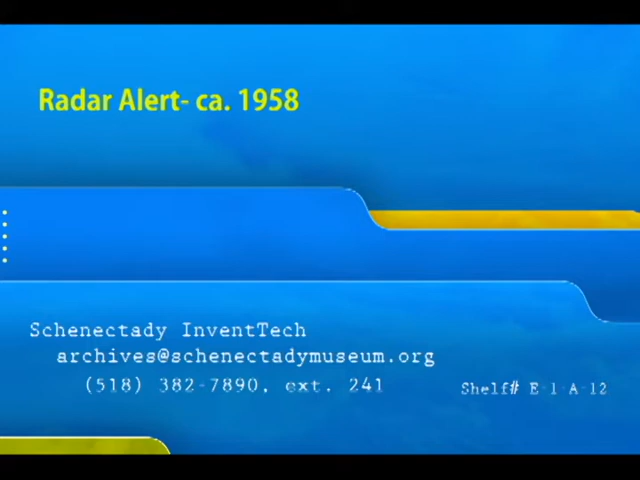 Radar Alert- ca. 1958
Schenectady InventTech
archives@schenectadymuseum.org
(518) 382-7890, ext. 241
Shelf# E-1-A-12